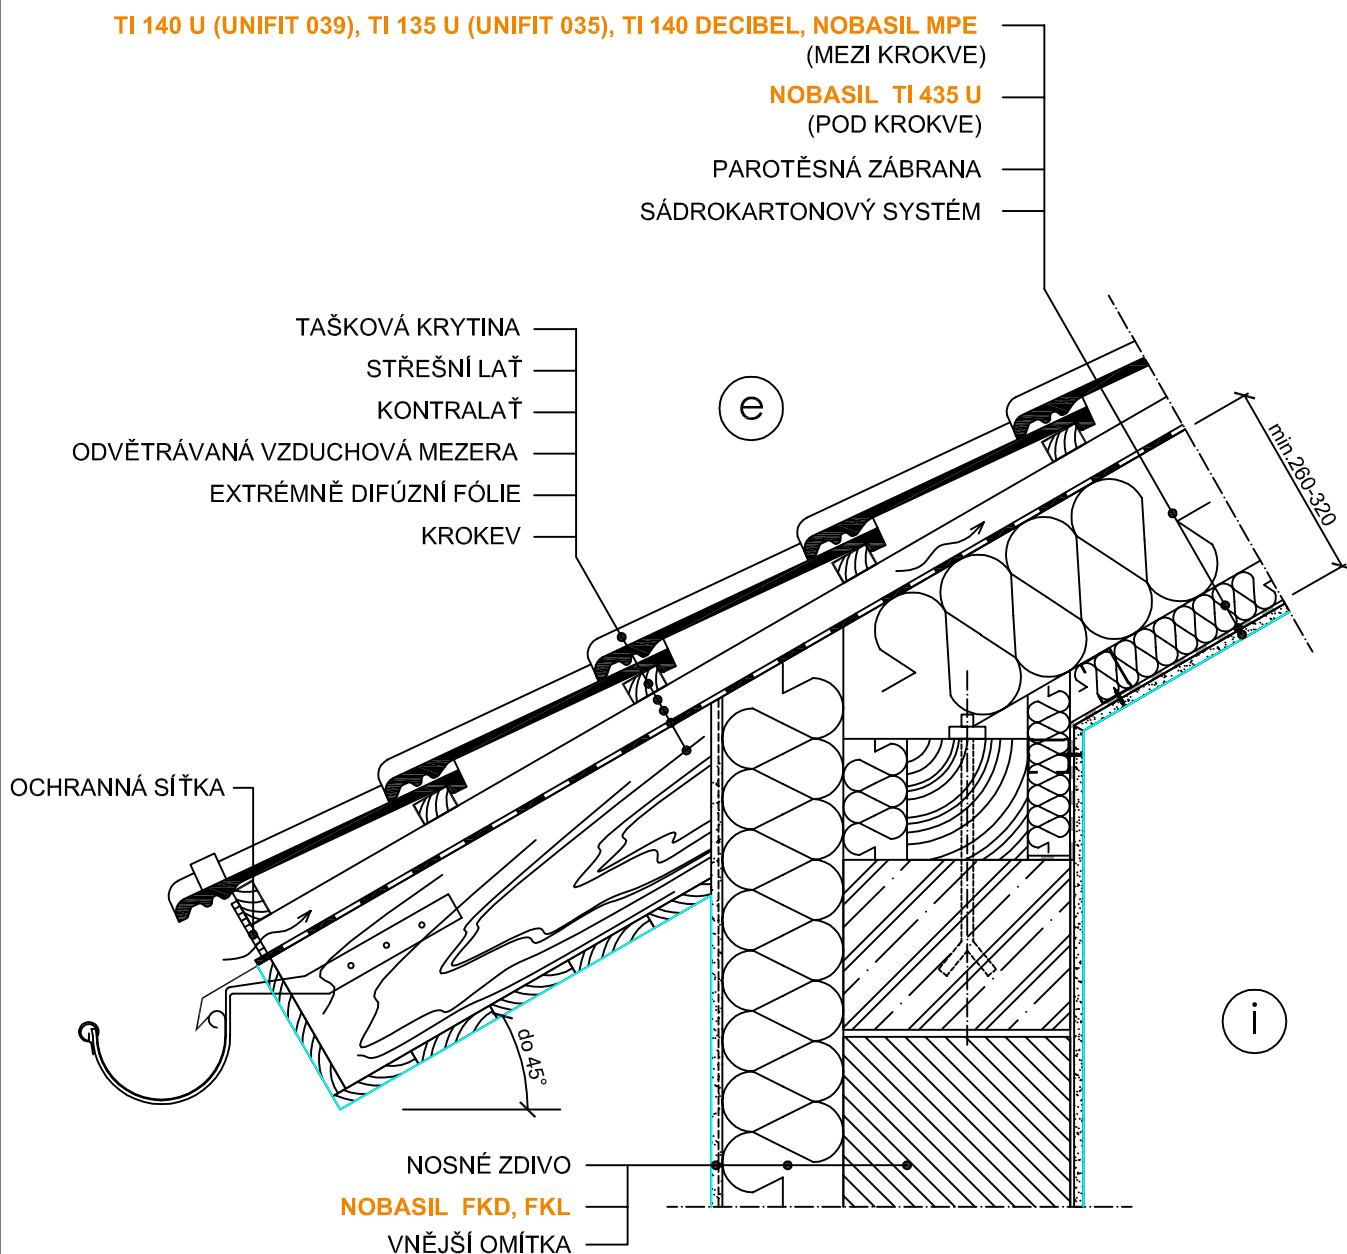 TI 140 U (UNIFIT 039), TI 135 U (UNIFIT 035), TI 140 DECIBEL, NOBASIL MPE
(MEZI KROKVE)
NOBASIL TI 435 U
(POD KROKVE)
PAROTĚSNÁ ZÁBRANA
SÁDROKARTONOVÝ SYSTÉM
TAŠKOVÁ KRYTINA
STŘEŠNÍ LAŤ
KONTRALAŤ
ODVĚTRÁVANÁ VZDUCHOVÁ MEZERA
EXTRÉMNĚ DIFÚZNÍ FÓLIE
KROKEV
e
min.260-320
OCHRANNÁ SÍŤKA
i
do 45°
NOSNÉ ZDIVO
NOBASIL FKD, FKL
VNĚJŠÍ OMÍTKA